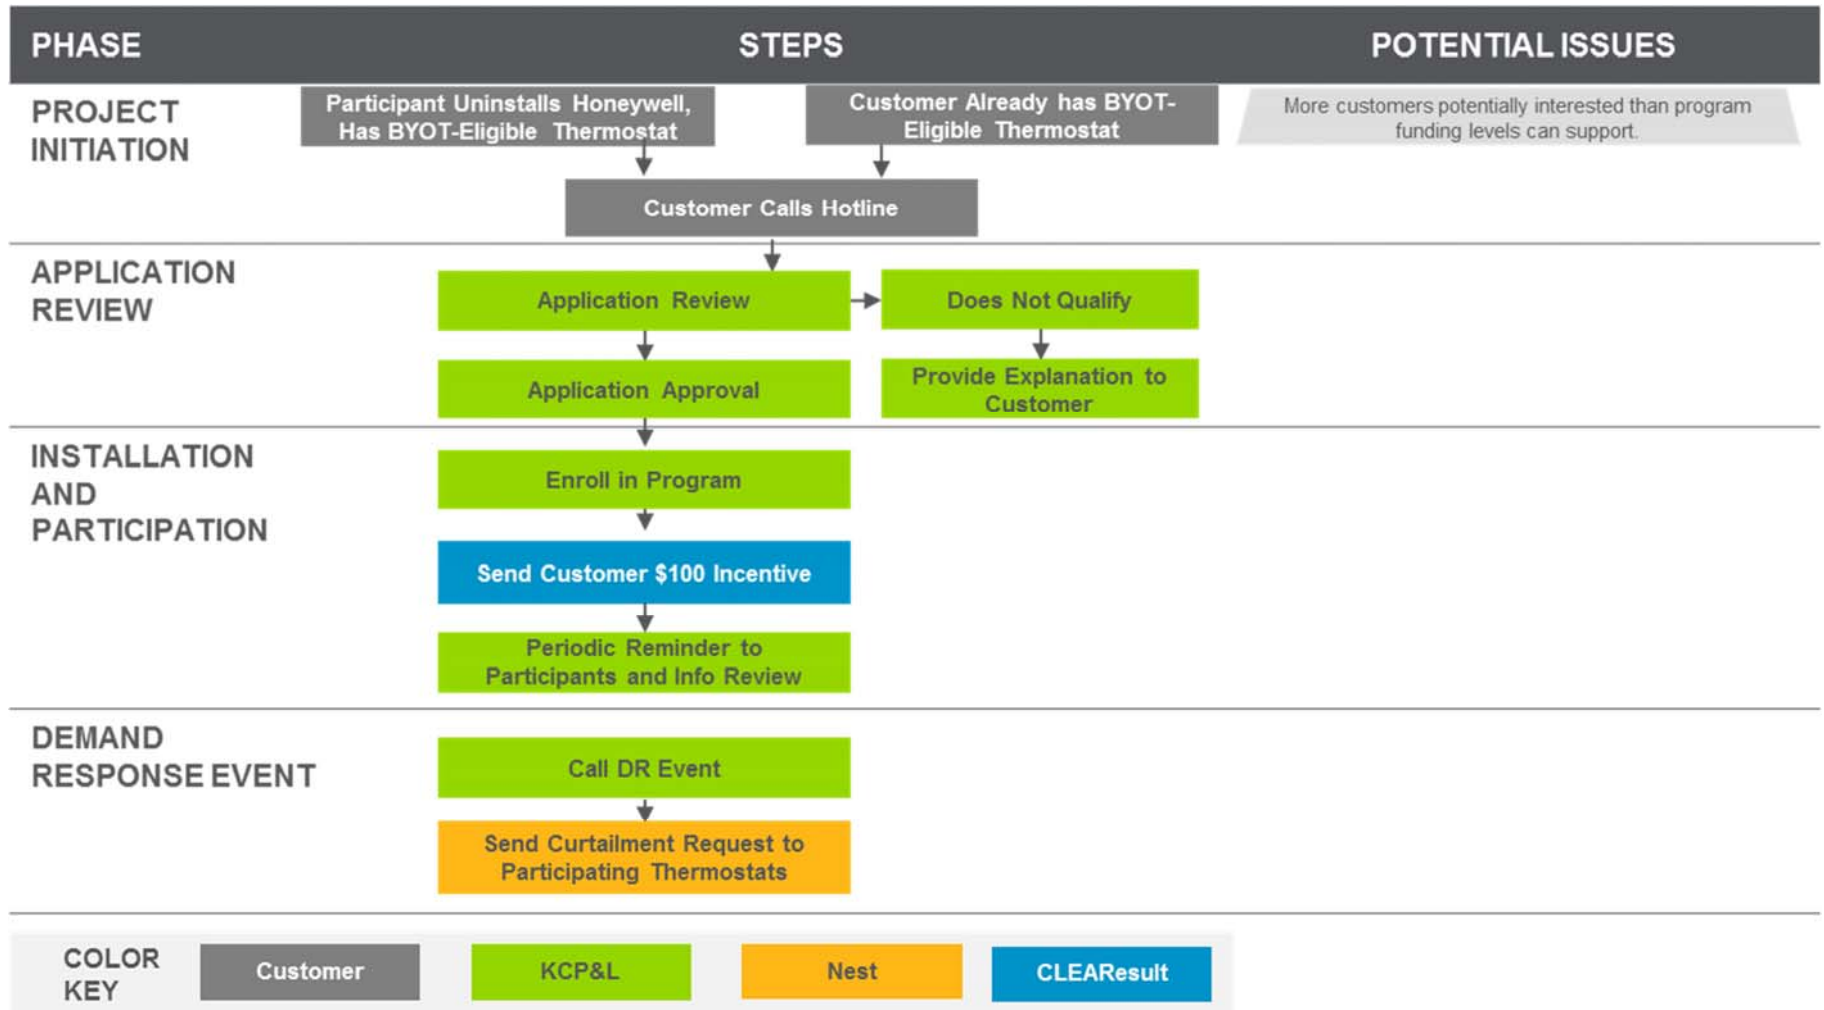 PHASE
STEPS
POTENTIAL ISSUES
PROJECT
INITIATION
Participant Uninstalls Honeywell,
Has BYOT-Eligible Thermostat
Customer Already has BYOT-
Eligible Thermostat
More customers potentially interested than program
funding levels can support.
Customer Calls Hotline
APPLICATION
REVIEW
Application Review
Does Not Qualify
Application Approval
Provide Explanation to
Customer
INSTALLATION
AND
PARTICIPATION
Enroll in Program
Send Customer $100 Incentive
Periodic Reminder to
Participants and Info Review
DEMAND
RESPONSE EVENT
Call DR Event
Send Curtailment Request to
Participating Thermostats
COLOR
KEY
Customer
KCP&L
Nest
CLEAResult